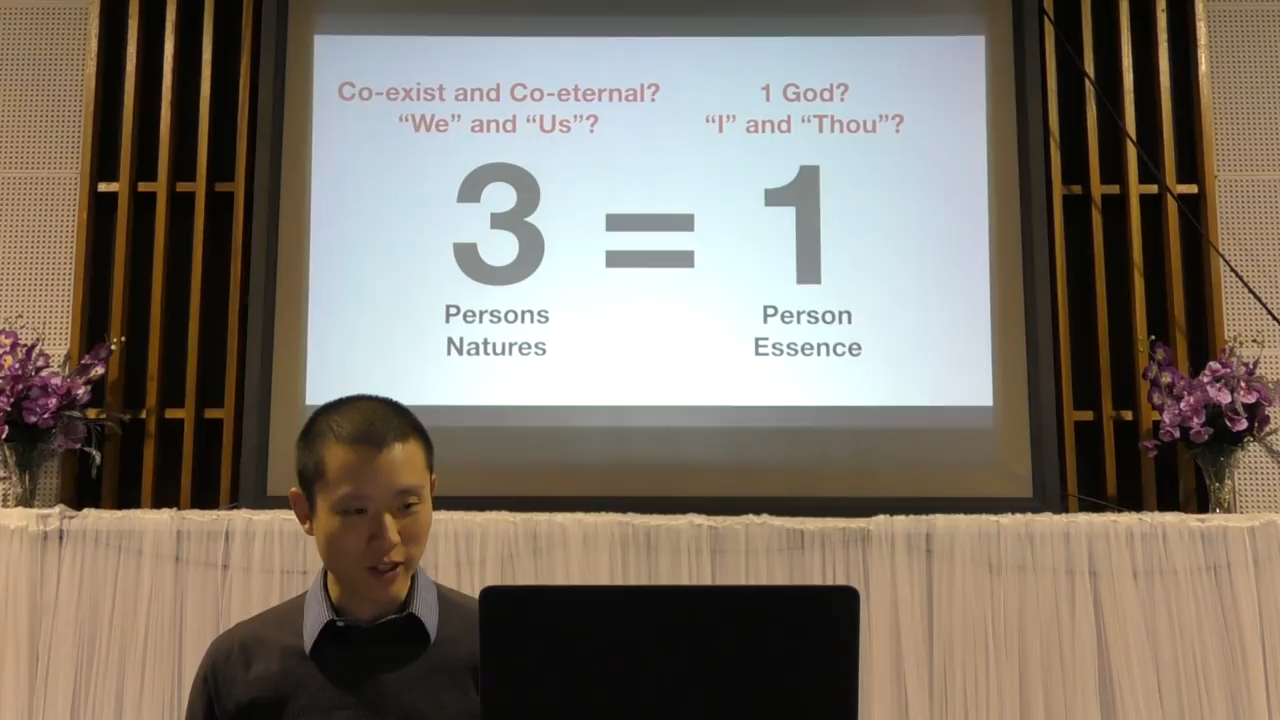 Co-exist and Co-eternal?
“We” and “Us”?
1 God?
“I” and “Thou”?
3 = 1
Persons
Natures
Person
Essence